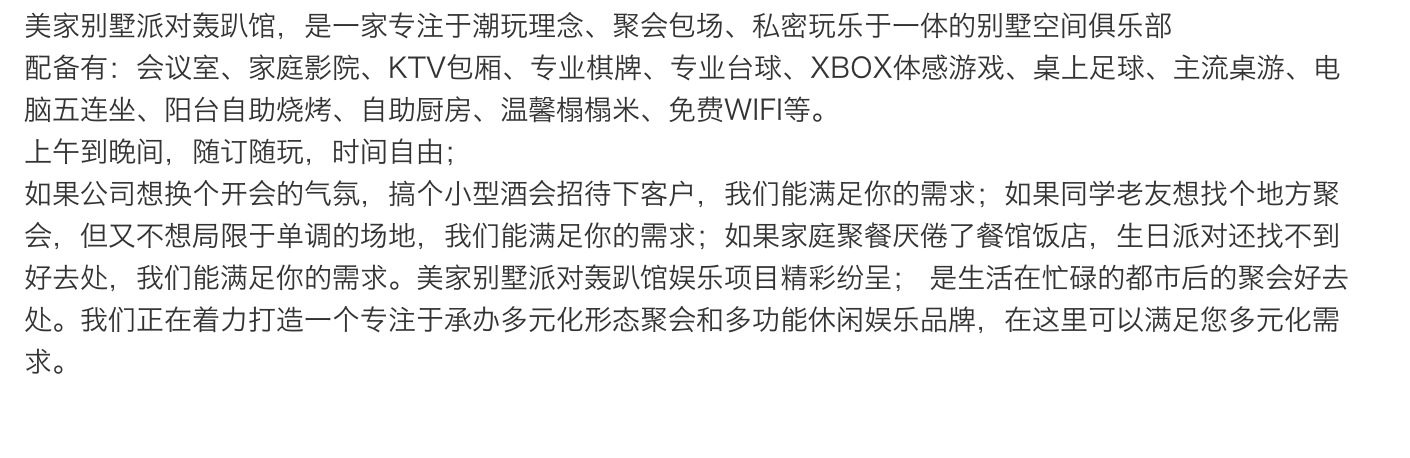 美家别墅派对轰趴馆，是一家专注于潮玩理念、聚会包场、私密玩乐于一体的别墅空间俱乐部
配备有：会议室、家庭影院、KTV包厢、专业棋牌、专业台球、XBOX体感游戏、桌上足球、主流桌游、电
脑五连坐、阳台自助烧烤、自助厨房、温馨榻榻米、免费WIFI等。
上午到晚间，随订随玩，时间自由；
如果公司想换个开会的气氛，搞个小型酒会招待下客户，我们能满足你的需求；如果同学老友想找个地方聚
会，但又不想局限于单调的场地，我们能满足你的需求；如果家庭聚餐厌倦了餐馆饭店，生日派对还找不到
好去处，我们能满足你的需求。美家别墅派对轰趴馆娱乐项目精彩纷呈； 是生活在忙碌的都市后的聚会好去
处。我们正在着力打造一个专注于承办多元化形态聚会和多功能休闲娱乐品牌，在这里可以满足您多元化需
求。